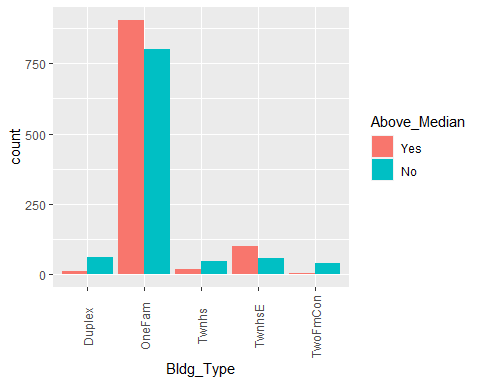 750
500
250
0
count
Duplex
OneFam
Twnhs
TwnhsE
TwoFmCon
Bldg_Type
Above_Median
Yes
No